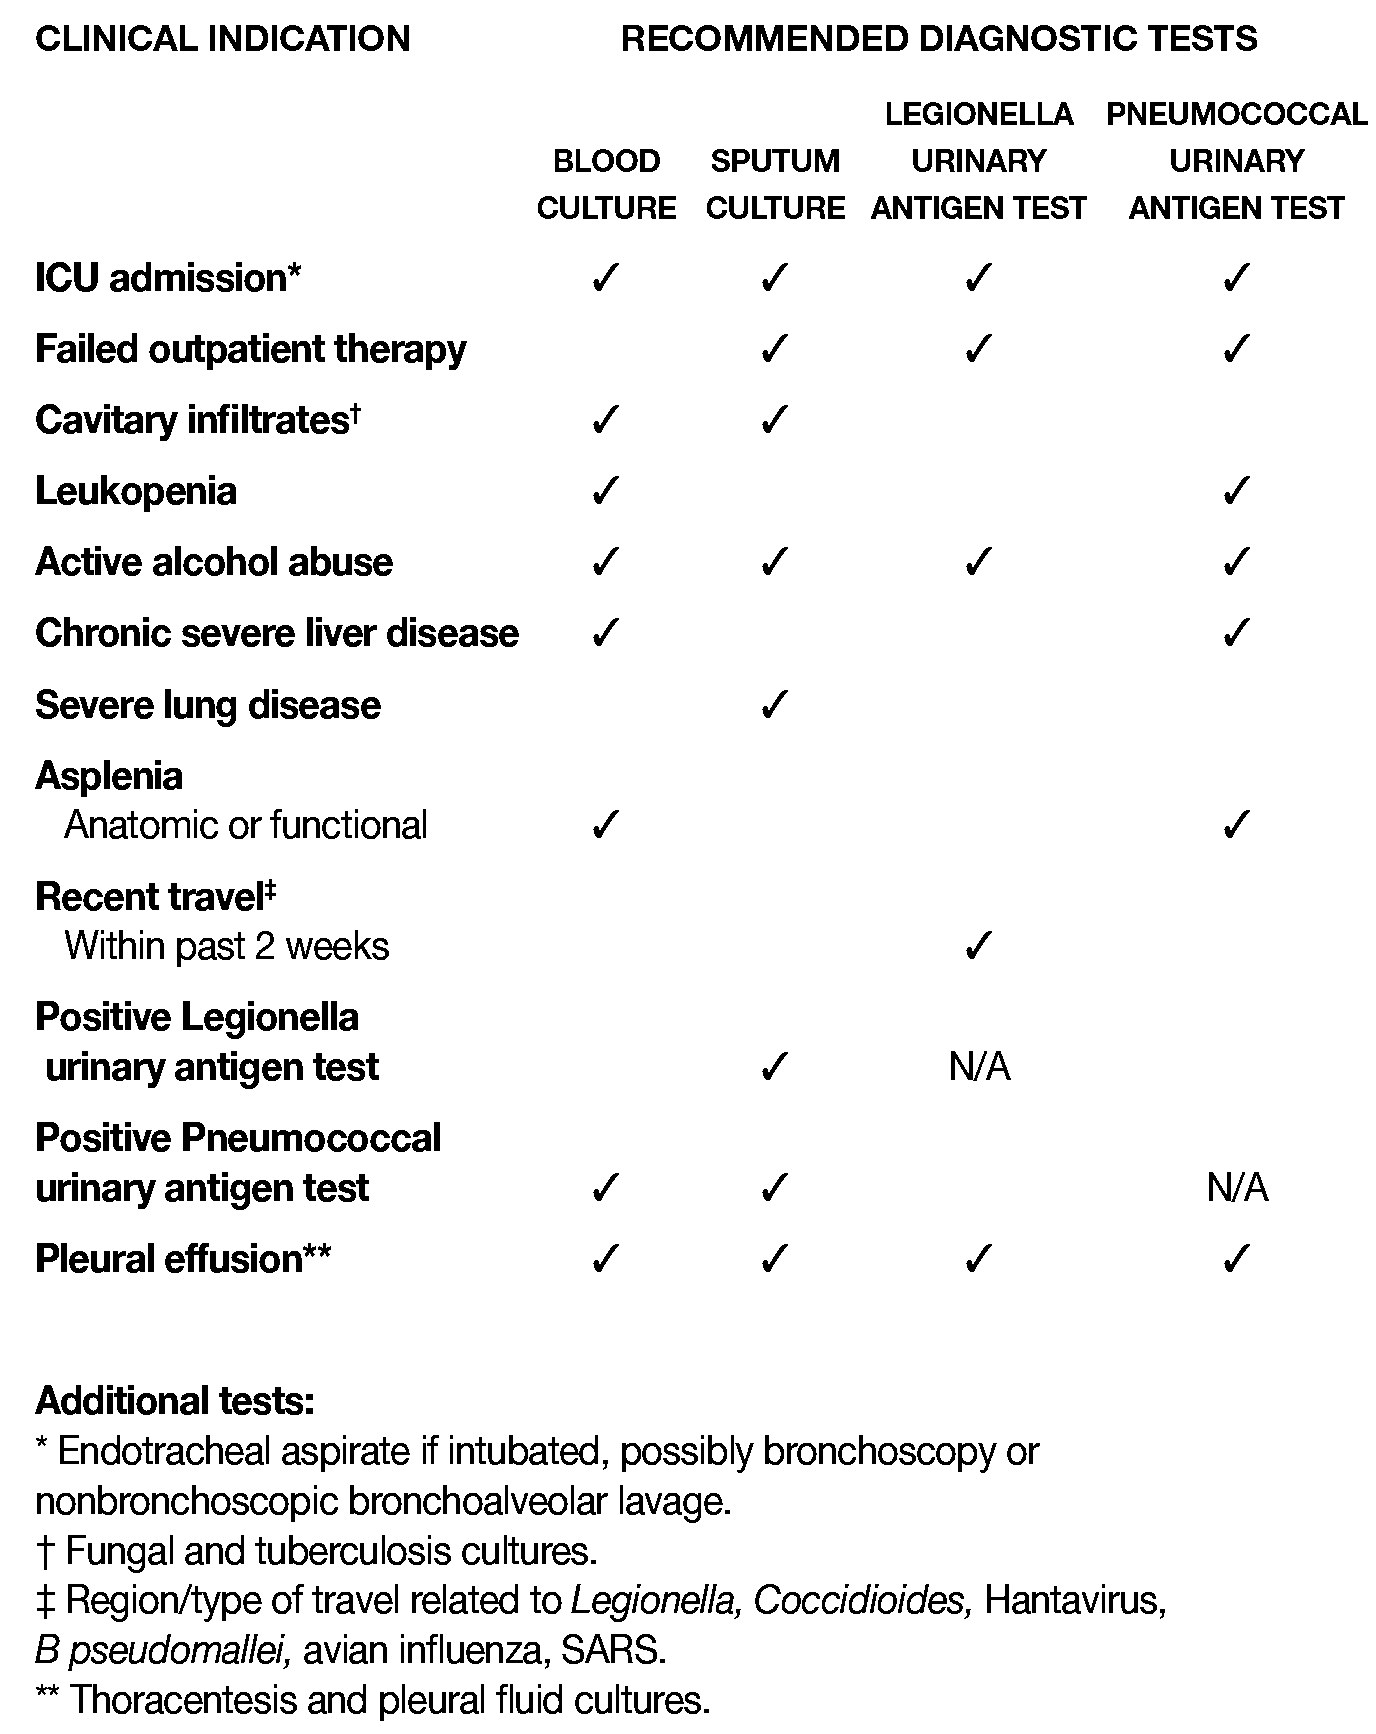 CLINICAL INDICATION RECOMMENDED DIAGNOSTIC TESTS
LEGIONELLA PNEUMOCOCCAL
BLOOD SPUTUM URINARY URINARY
CULTURE CULTURE ANTIGEN TEST ANTIGEN TEST
ICU admission* ✓ ✓ ✓ ✓
Failed outpatient therapy ✓ ✓ ✓
Cavitary infiltrates† ✓ ✓
Leukopenia ✓ ✓
Active alcohol abuse ✓ ✓ ✓ ✓
Chronic severe liver disease ✓ ✓
Severe lung disease ✓
Asplenia
Anatomic or functional ✓ ✓
Recent travel‡
Within past 2 weeks ✓
Positive Legionella
urinary antigen test ✓ N/A
Positive Pneumococcal
urinary antigen test ✓ ✓ N/A
Pleural effusion** ✓ ✓ ✓ ✓
Additional tests:
* Endotracheal aspirate if intubated, possibly bronchoscopy or
nonbronchoscopic bronchoalveolar lavage.
† Fungal and tuberculosis cultures.
‡ Region/type of travel related to Legionella, Coccidioides, Hantavirus,
B pseudomallei, avian influenza, SARS.
** Thoracentesis and pleural fluid cultures.